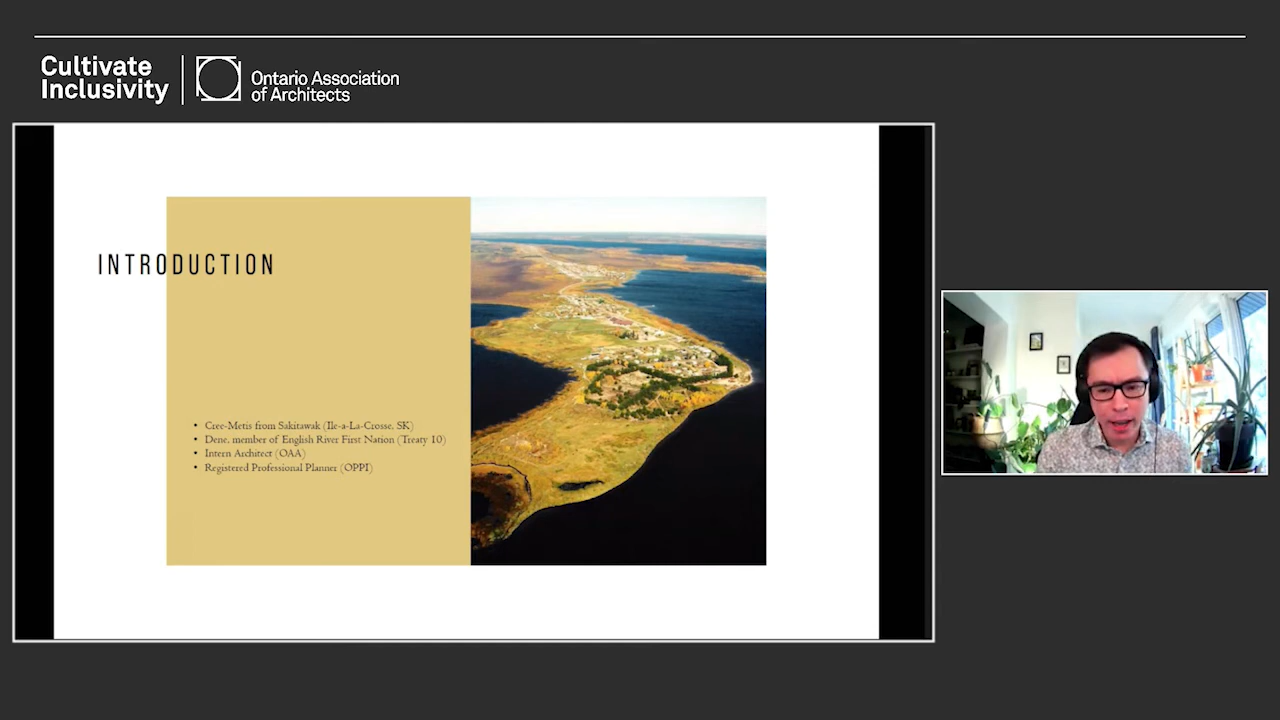 Cultivate
Inclusivity
Ontario Association
of Architects
INTRODUCTION
• Cree-Metis from Sakitawak (Ile-a-La-Crosse, SK)
• Dene, member of English River First Nation (Treaty 10)
• Intern Architect (OAA)
• Registered Professional Planner (OPPI)